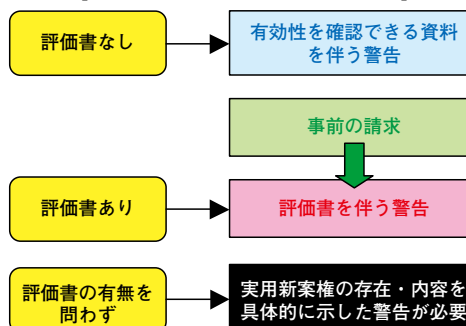 評価書なし
有効性を確認できる資料
を伴う警告
事前の請求
評価書あり
評価書を伴う警告
評価書の有無を
問わず
実用新案権の存在・内容を
具体的に示した警告が必要